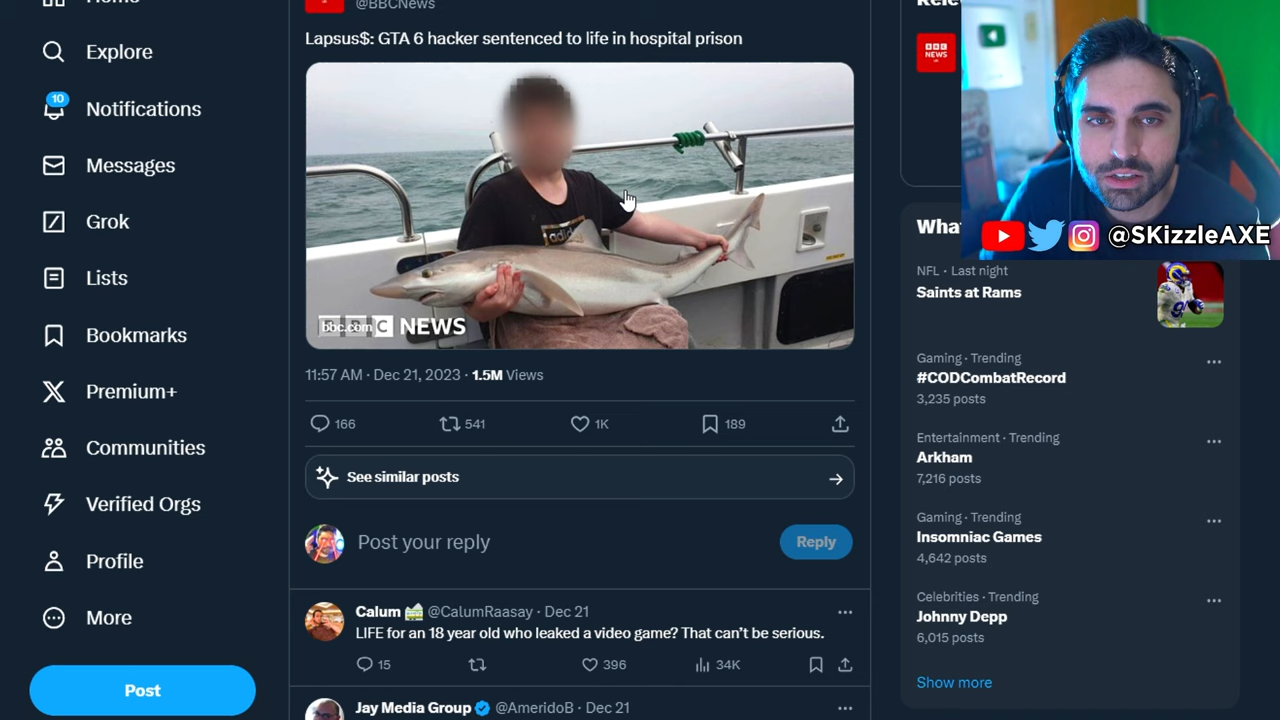 Home
Explore
10
Notifications
Messages
Grok
Lists
Bookmarks
Premium+
Communities
Verified Orgs
Profile
More
Post
@BBCNews
Lapsus$: GTA 6 hacker sentenced to life in hospital prison
adidas
bbc.com
BBC NEWS
11:57 AM · Dec 21, 2023 · 1.5M Views
166 541 1K 189
See similar posts
Post your reply
Reply
Calum @CalumRaasay · Dec 21
LIFE for an 18 year old who leaked a video game? That can't be serious.
15 396 34K
Jay Media Group @AmeridoB · Dec 21
BBC
NEWS
@SKizzleAXE
NFL · Last night
Saints at Rams
Gaming · Trending
#CODCombatRecord
3,235 posts
Entertainment · Trending
Arkham
7,216 posts
Gaming · Trending
Insomniac Games
4,642 posts
Celebrities · Trending
Johnny Depp
6,015 posts
Show more